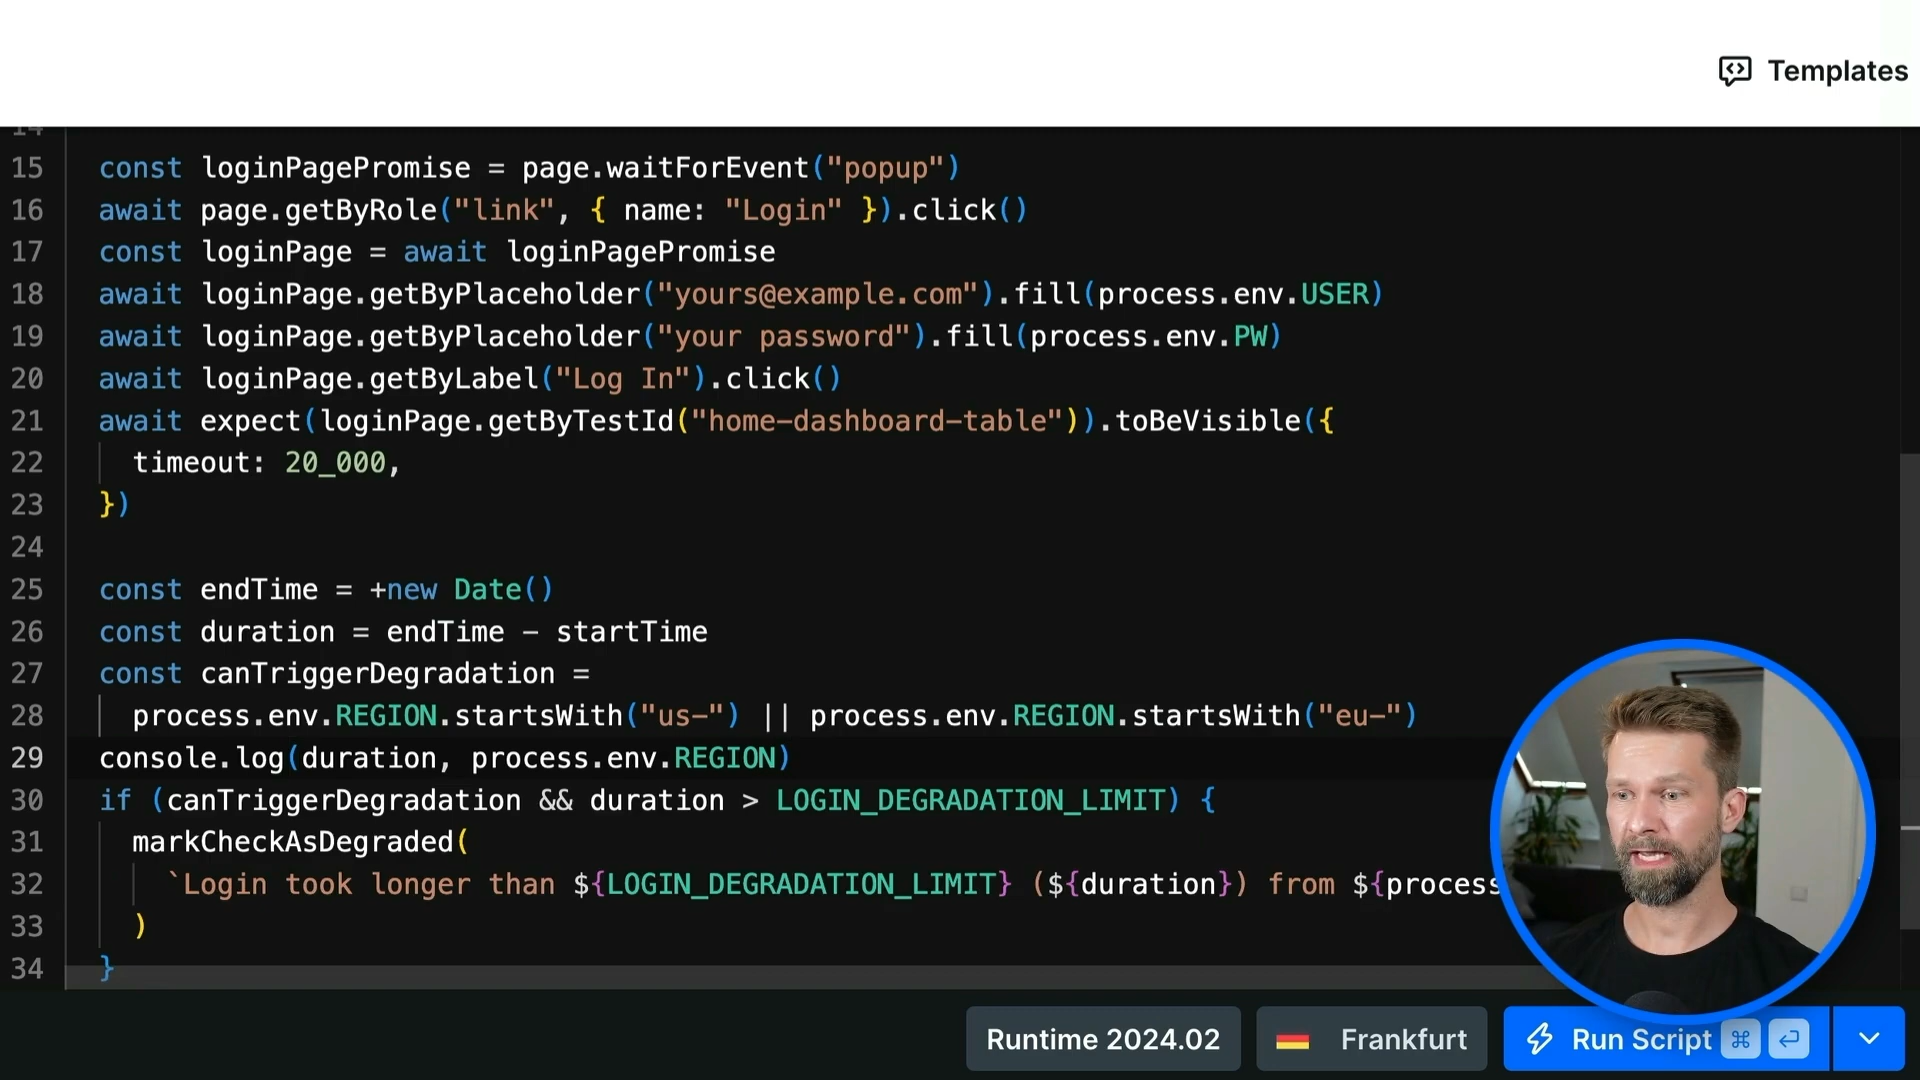 Templates
14
15 const loginPagePromise = page.waitForEvent("popup")
16 await page.getByRole("link", { name: "Login" }).click()
17 const loginPage = await loginPagePromise
18 await loginPage.getByPlaceholder("yours@example.com").fill(process.env.USER)
19 await loginPage.getByPlaceholder("your password").fill(process.env.PW)
20 await loginPage.getByLabel("Log In").click()
21 await expect(loginPage.getByTestId("home-dashboard-table")).toBeVisible({
22 timeout: 20_000,
23 })
24
25 const endTime = +new Date()
26 const duration = endTime - startTime
27 const canTriggerDegradation =
28 process.env.REGION.startsWith("us-") || process.env.REGION.startsWith("eu-")
29 console.log(duration, process.env.REGION)
30 if (canTriggerDegradation && duration > LOGIN_DEGRADATION_LIMIT) {
31 markCheckAsDegraded(
32 `Login took longer than ${LOGIN_DEGRADATION_LIMIT} (${duration}) from ${process
33 )
34 }
Runtime 2024.02 Frankfurt Run Script ⌘ ↩